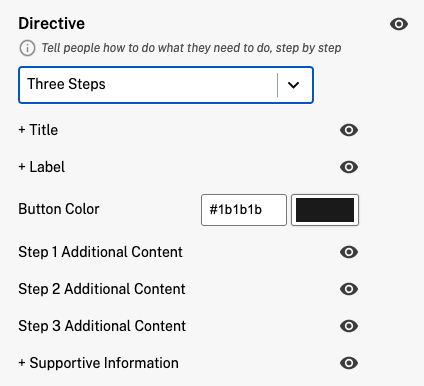 Directive
Tell people how to do what they need to do, step by step
Three Steps
+ Title
+ Label
Button Color #1b1b1b
Step 1 Additional Content
Step 2 Additional Content
Step 3 Additional Content
+ Supportive Information